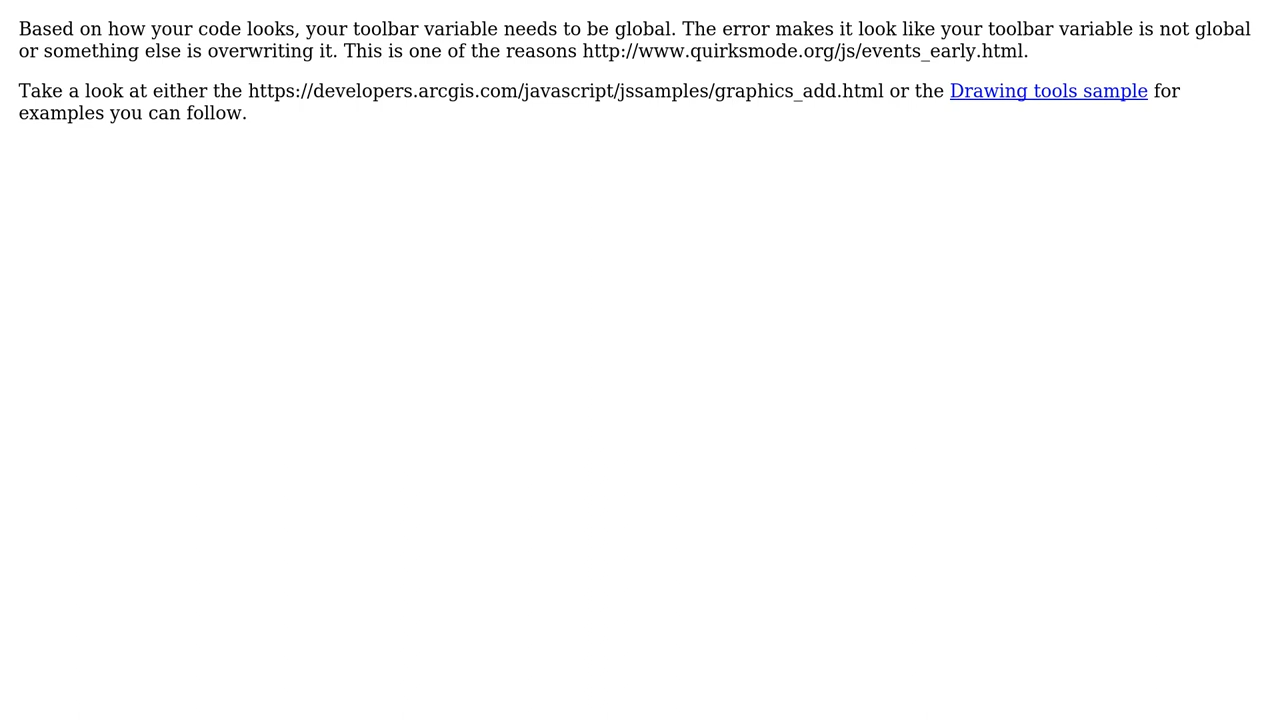 Based on how your code looks, your toolbar variable needs to be global. The error makes it look like your toolbar variable is not global
or something else is overwriting it. This is one of the reasons http://www.quirksmode.org/js/events_early.html.
Take a look at either the https://developers.arcgis.com/javascript/jssamples/graphics_add.html or the Drawing tools sample for
examples you can follow.